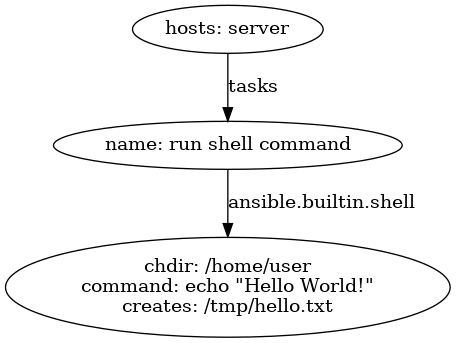 hosts: server
tasks
name: run shell command
ansible.builtin.shell
chdir: /home/user
command: echo "Hello World!"
creates: /tmp/hello.txt